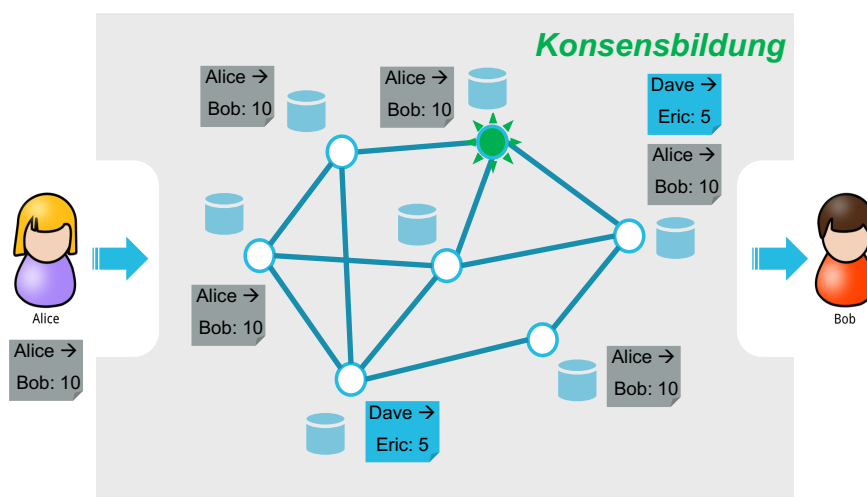 Konsensbildung
Alice →
Bob: 10
Alice →
Bob: 10
Dave →
Eric: 5
Alice →
Bob: 10
Alice →
Bob: 10
Alice
Bob
Alice →
Bob: 10
Alice →
Bob: 10
Dave →
Eric: 5